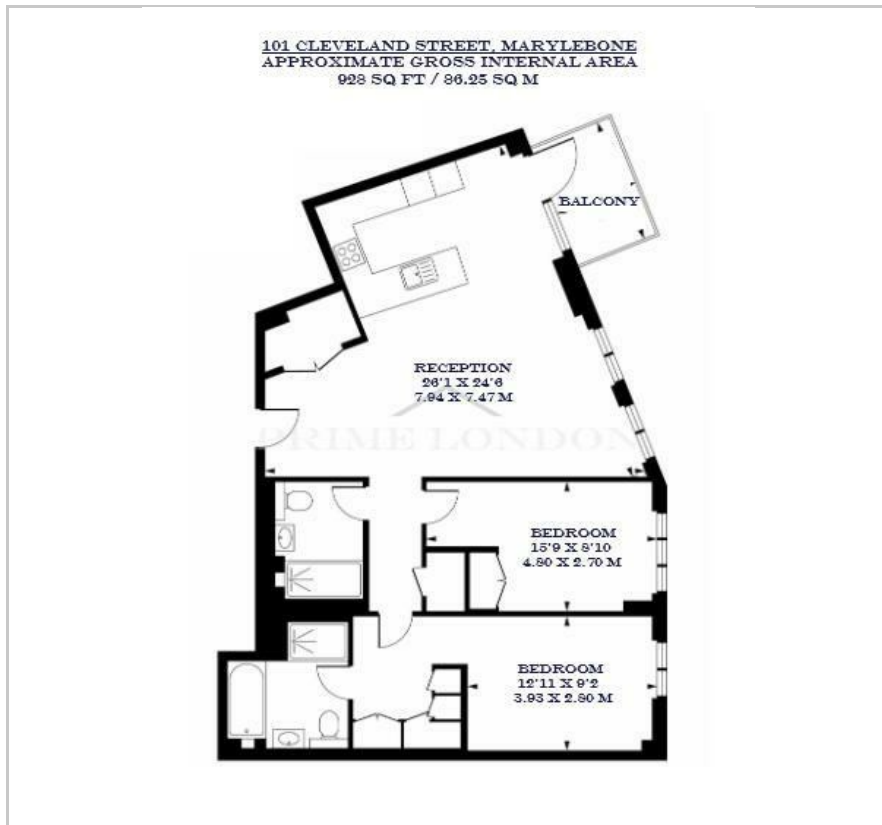 101 CLEVELAND STREET, MARYLEBONE
APPROXIMATE GROSS INTERNAL AREA
928 SQ FT / 86.25 SQ M
BALCONY
RECEPTION
26'1 X 24'6
7.94 X 7.47 M
PRIME LONDON
BEDROOM
15'9 X 8'10
4.80 X 2.70 M
BEDROOM
12'11 X 9'2
3.93 X 2.80 M